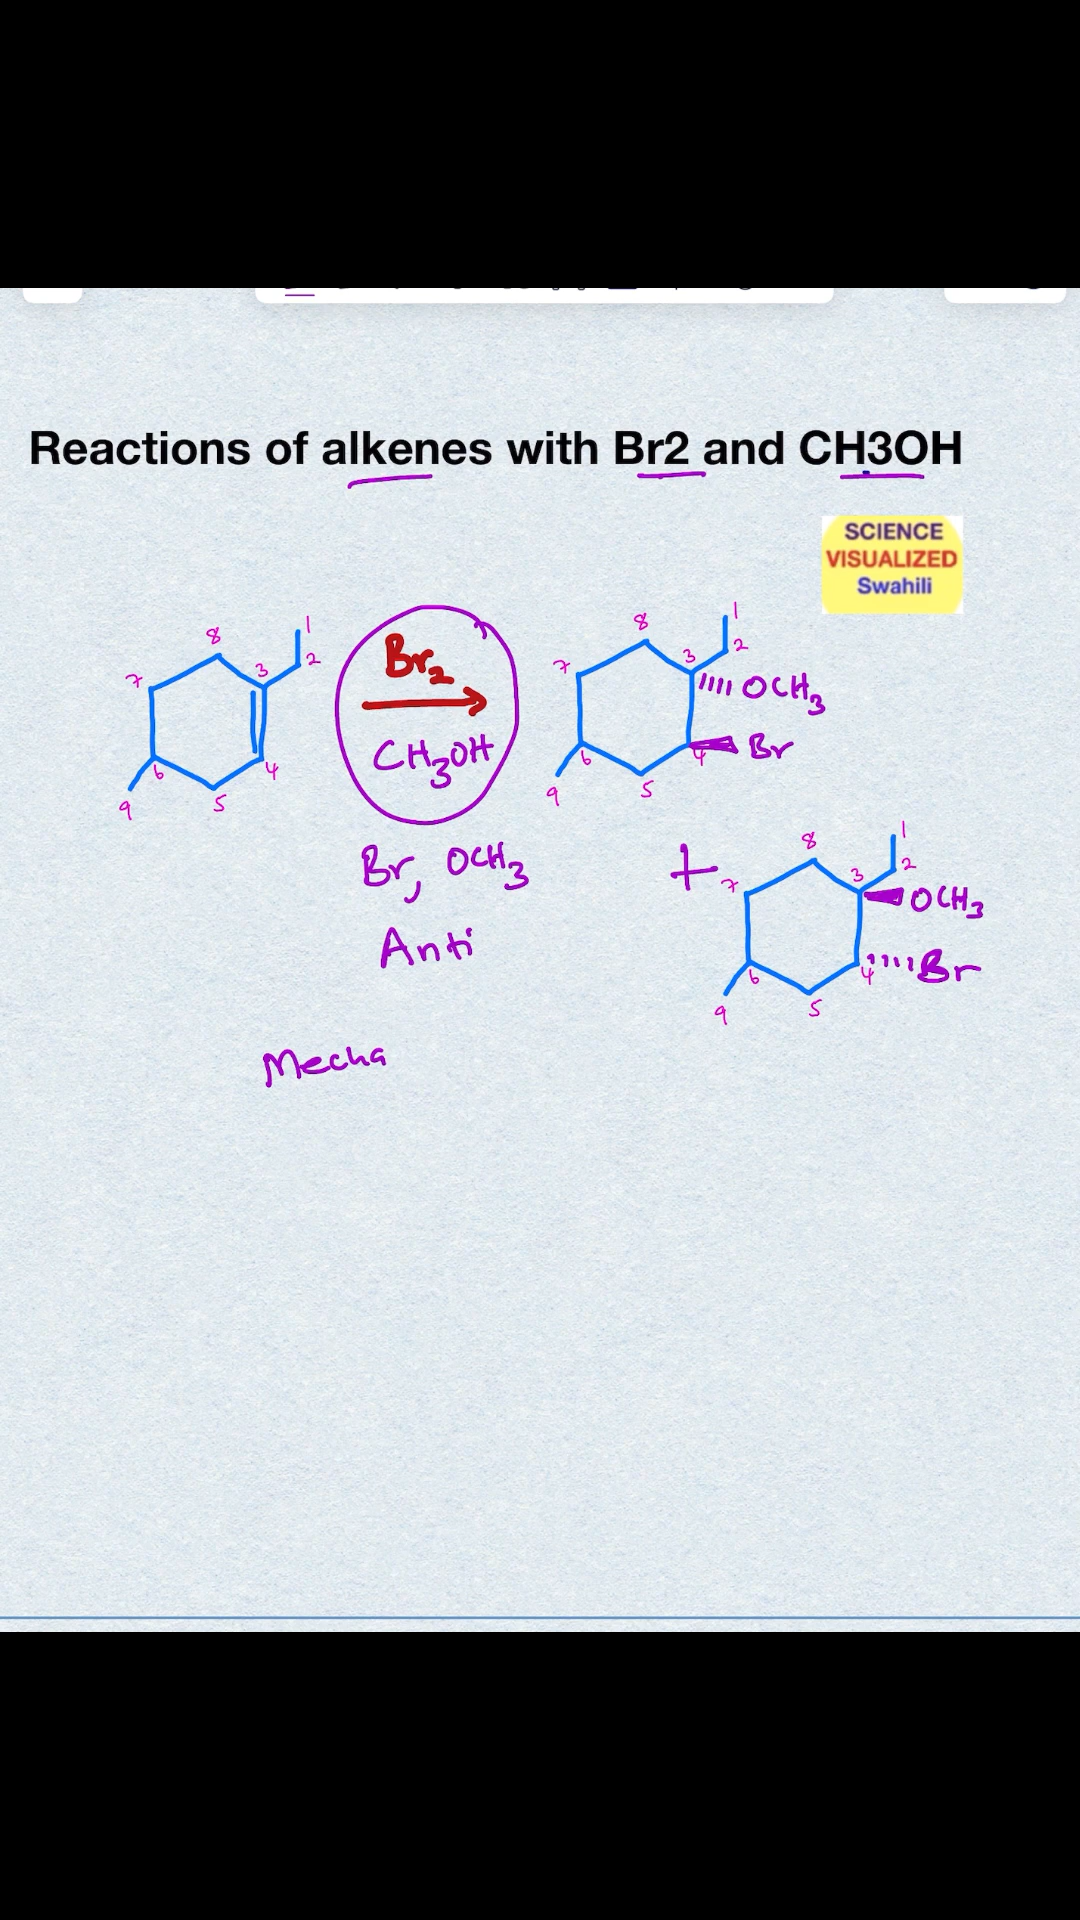 Reactions of alkenes with Br2 and CH3OH
SCIENCE
VISUALIZED
Swahili
8
7
3
1
2
6
4
5
9
Br2
CH3OH
8
7
3
1
2
OCH3
6
4
Br
5
9
Br, OCH3
Anti
+
8
7
3
1
2
OCH3
6
4
Br
5
9
Mecha